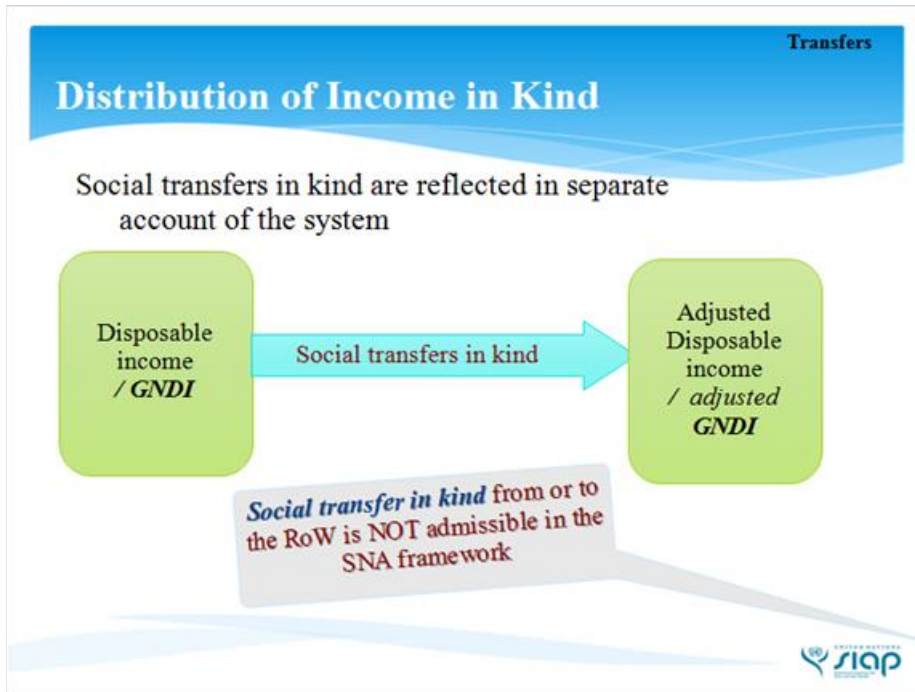 Transfers
Distribution of Income in Kind
Social transfers in kind are reflected in separate
account of the system
Disposable
income
/ GNDI
Social transfers in kind
Adjusted
Disposable
income
/ adjusted
GNDI
Social transfer in kind from or to
the RoW is NOT admissible in the
SNA framework
UNITED NATIONS
SIAP